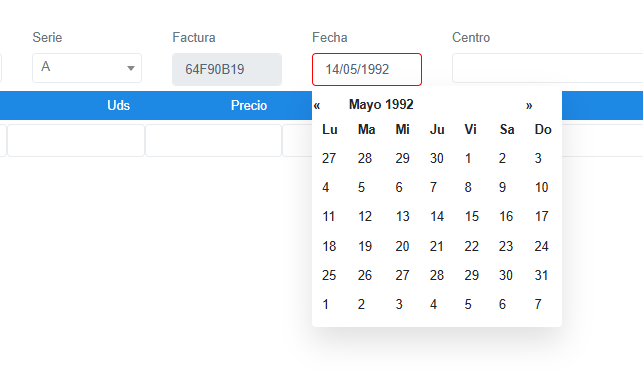 Serie Factura Fecha Centro
A 64F90B19 14/05/1992
Uds Precio
« Mayo 1992 »
Lu Ma Mi Ju Vi Sa Do
27 28 29 30 1 2 3
4 5 6 7 8 9 10
11 12 13 14 15 16 17
18 19 20 21 22 23 24
25 26 27 28 29 30 31
1 2 3 4 5 6 7